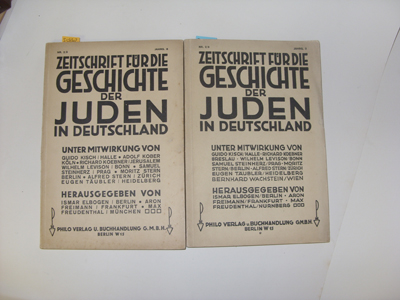 ZEITSCHRIFT FÜR DIE
GESCHICHTE
DER
JUDEN
IN DEUTSCHLAND
UNTER MITWIRKUNG VON
GUIDO KISCH / HALLE • ADOLF KOBER
KÖLN • RICHARD KOEBNER / JERUSALEM
WILHELM LEVISON / BONN • SAMUEL
STEINHERZ / PRAG • MORITZ STERN
BERLIN • ALFRED STERN / ZÜRICH
EUGEN TÄUBLER / HEIDELBERG
HERAUSGEGEBEN VON
ISMAR ELBOGEN / BERLIN • ARON
FREIMANN / FRANKFURT • MAX
FREUDENTHAL / MÜNCHEN
PHILO VERLAG U. BUCHHANDLUNG G.M.B.H.
BERLIN W 15
ZEITSCHRIFT FÜR DIE
GESCHICHTE
DER
JUDEN
IN DEUTSCHLAND
UNTER MITWIRKUNG VON
GUIDO KISCH / HALLE • RICHARD KOEBNER
BRESLAU • WILHELM LEVISON / BONN
SAMUEL STEINHERZ / PRAG • MORITZ
STERN / BERLIN • ALFRED STERN / ZÜRICH
EUGEN TÄUBLER / HEIDELBERG
BERNHARD WACHSTEIN / WIEN
HERAUSGEGEBEN VON
ISMAR ELBOGEN / BERLIN • ARON
FREIMANN / FRANKFURT • MAX
FREUDENTHAL / NÜRNBERG
PHILO VERLAG U. BUCHHANDLUNG G.M.B.H.
BERLIN W 15